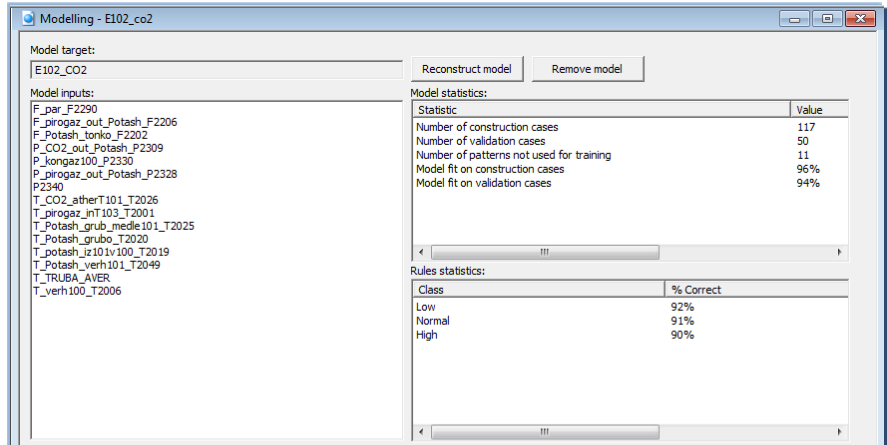 Modelling - E102_co2
Model target:
E102_CO2
Reconstruct model
Remove model
Model inputs:
F_par_F2290
F_pirogaz_out_Potash_F2206
F_Potash_tonko_F2202
P_CO2_out_Potash_P2309
P_kongaz100_P2330
P_pirogaz_out_Potash_P2328
P2340
T_CO2_atherT101_T2026
T_pirogaz_inT103_T2001
T_Potash_grub_medle101_T2025
T_Potash_grubo_T2020
T_potash_iz101v100_T2019
T_Potash_verh101_T2049
T_TRUBA_AVER
T_verh100_T2006
Model statistics:
Statistic Value
Number of construction cases 117
Number of validation cases 50
Number of patterns not used for training 11
Model fit on construction cases 96%
Model fit on validation cases 94%
Rules statistics:
Class % Correct
Low 92%
Normal 91%
High 90%